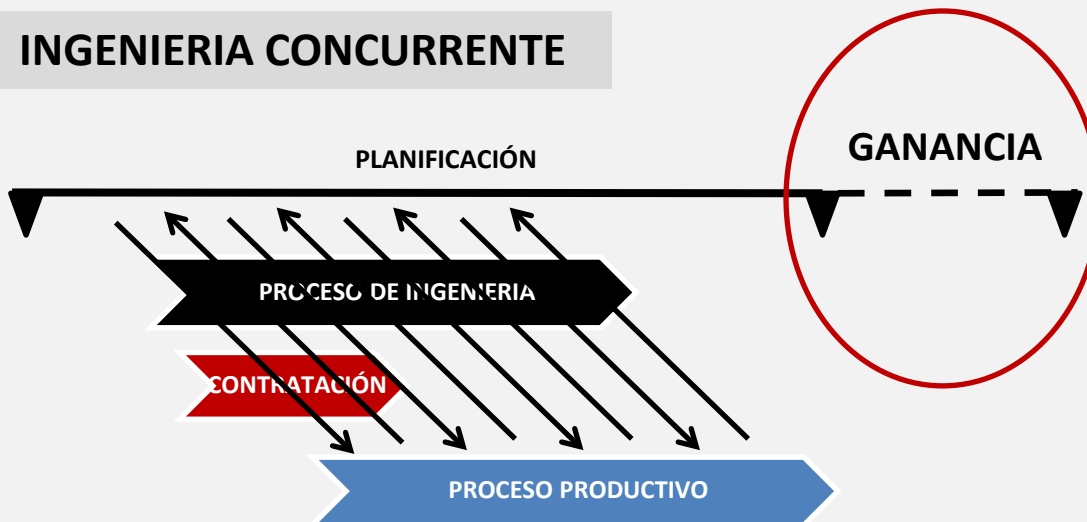 INGENIERIA CONCURRENTE
GANANCIA
PLANIFICACIÓN
PROCESO DE INGENIERIA
CONTRATACIÓN
PROCESO PRODUCTIVO